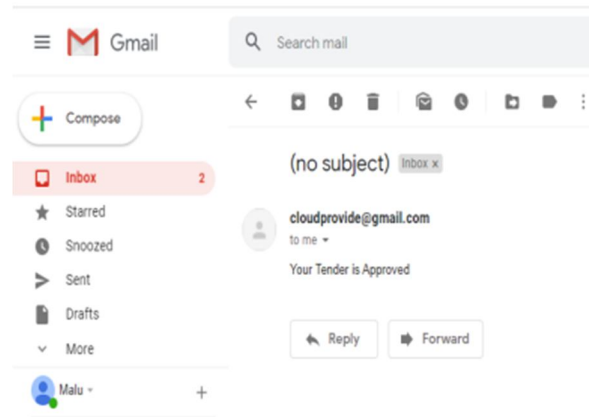 Gmail
Search mail
Compose
Inbox 2
Starred
Snoozed
Sent
Drafts
More
Malu
(no subject) Inbox x
cloudprovide@gmail.com
to me
Your Tender is Approved
Reply Forward